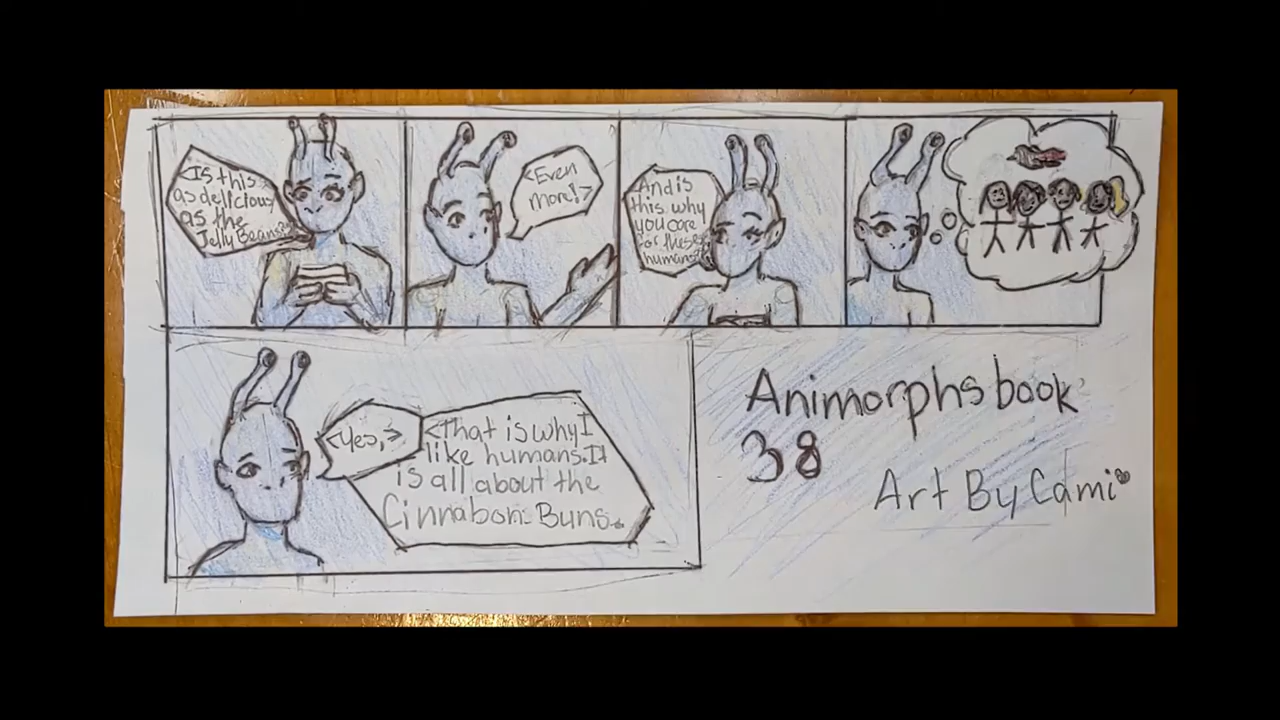 <Is this
as delicious
as the
Jelly Beans?>
<Even
more!>
And is
this why
you care
for these
humans?
<Yes,>
<That is why I
like humans. It
is all about the
Cinnabon Buns.
Animorphs book
38
Art By Cami